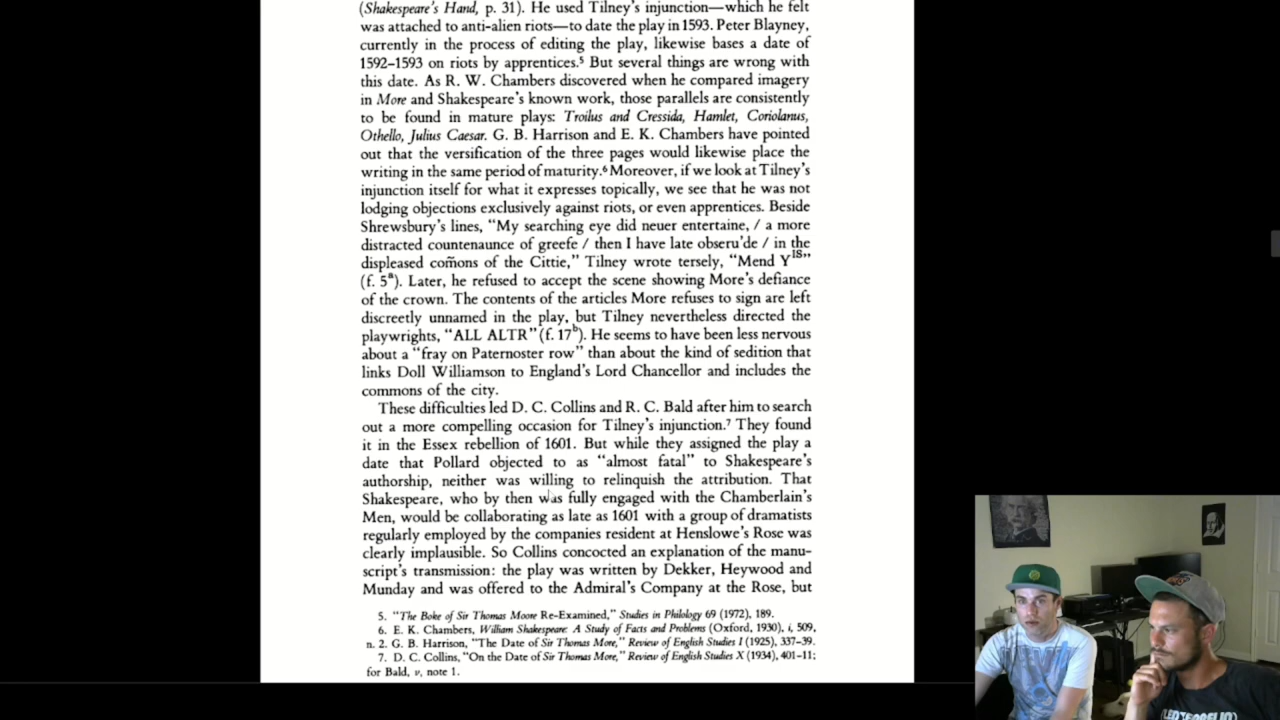 (Shakespeare's Hand, p. 31). He used Tilney's injunction—which he felt
was attached to anti-alien riots—to date the play in 1593. Peter Blayney,
currently in the process of editing the play, likewise bases a date of
1592–1593 on riots by apprentices.⁵ But several things are wrong with
this date. As R. W. Chambers discovered when he compared imagery
in More and Shakespeare's known work, those parallels are consistently
to be found in mature plays: Troilus and Cressida, Hamlet, Coriolanus,
Othello, Julius Caesar. G. B. Harrison and E. K. Chambers have pointed
out that the versification of the three pages would likewise place the
writing in the same period of maturity.⁶ Moreover, if we look at Tilney's
injunction itself for what it expresses topically, we see that he was not
lodging objections exclusively against riots, or even apprentices. Beside
Shrewsbury's lines, “My searching eye did neuer entertaine, / a more
distracted countenaunce of greefe / then I have late obseru'de / in the
displeased com̃ons of the Cittie,” Tilney wrote tersely, “Mend Yᴵˢ”
(f. 5ᵃ). Later, he refused to accept the scene showing More's defiance
of the crown. The contents of the articles More refuses to sign are left
discreetly unnamed in the play, but Tilney nevertheless directed the
playwrights, “ALL ALTR” (f. 17ᵇ). He seems to have been less nervous
about a “fray on Paternoster row” than about the kind of sedition that
links Doll Williamson to England's Lord Chancellor and includes the
commons of the city.
These difficulties led D. C. Collins and R. C. Bald after him to search
out a more compelling occasion for Tilney's injunction.⁷ They found
it in the Essex rebellion of 1601. But while they assigned the play a
date that Pollard objected to as “almost fatal” to Shakespeare's
authorship, neither was willing to relinquish the attribution. That
Shakespeare, who by then was fully engaged with the Chamberlain's
Men, would be collaborating as late as 1601 with a group of dramatists
regularly employed by the companies resident at Henslowe's Rose was
clearly implausible. So Collins concocted an explanation of the manu-
script's transmission: the play was written by Dekker, Heywood and
Munday and was offered to the Admiral's Company at the Rose, but
5. “The Boke of Sir Thomas Moore Re-Examined,” Studies in Philology 69 (1972), 189.
6. E. K. Chambers, William Shakespeare: A Study of Facts and Problems (Oxford, 1930), i, 509,
n. 2. G. B. Harrison, “The Date of Sir Thomas More,” Review of English Studies I (1925), 337–39.
7. D. C. Collins, “On the Date of Sir Thomas More,” Review of English Studies X (1934), 401–11;
for Bald, v, note 1.